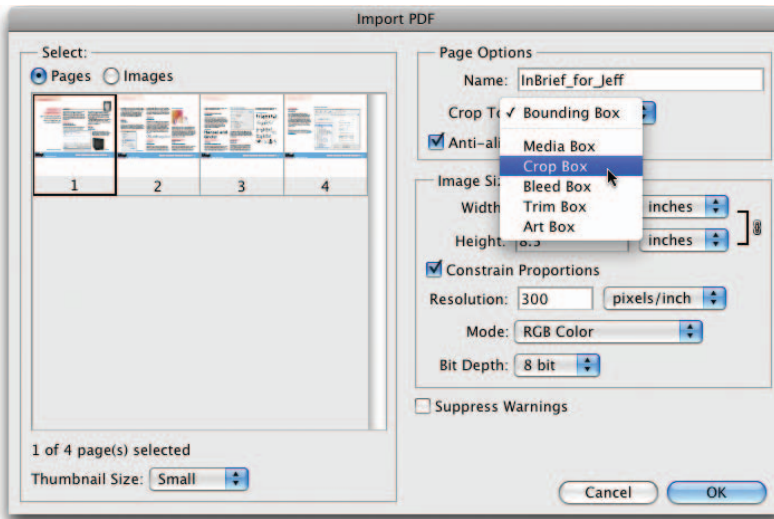 Import PDF
Select:
Pages Images
1 2 3 4
1 of 4 page(s) selected
Thumbnail Size: Small
Page Options
Name: InBrief_for_Jeff
Crop To ✓ Bounding Box
Media Box
Crop Box
Bleed Box
Trim Box
Art Box
Anti-ali
Image Siz
Width inches
Height: 8.5 inches
Constrain Proportions
Resolution: 300 pixels/inch
Mode: RGB Color
Bit Depth: 8 bit
Suppress Warnings
Cancel OK